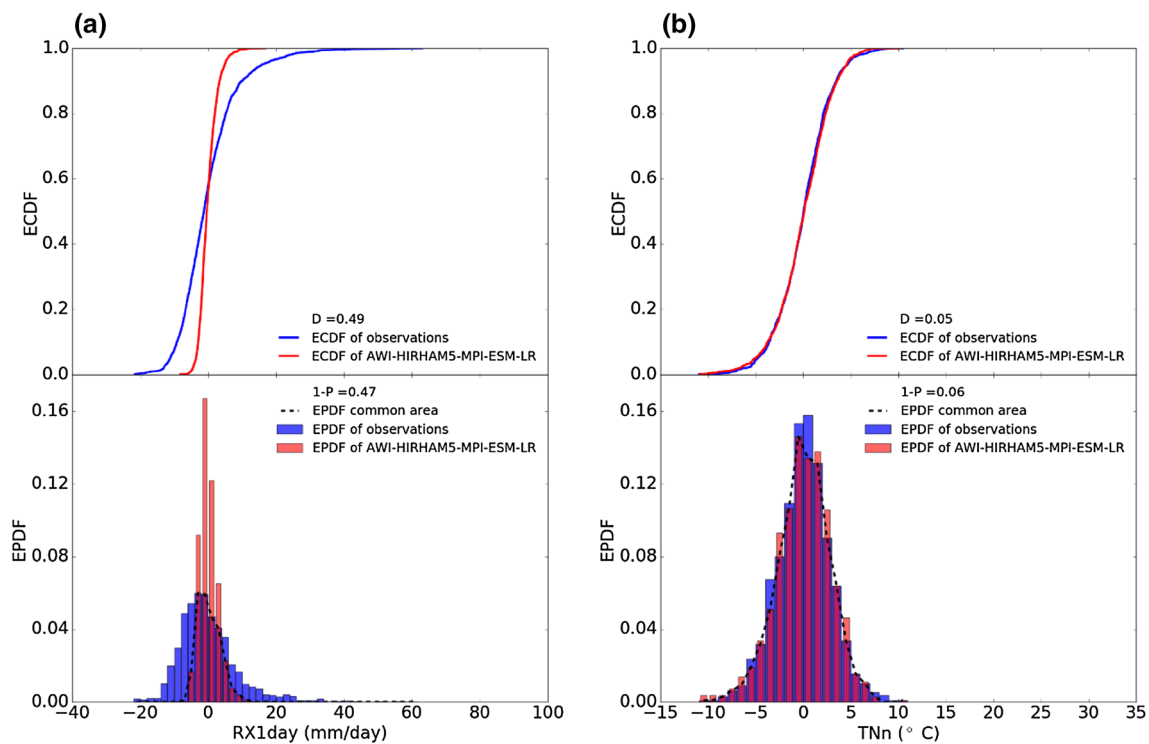 (a)
1.0
0.8
0.6
0.4
0.2
0.0
ECDF
D =0.49
ECDF of observations
ECDF of AWI-HIRHAM5-MPI-ESM-LR
0.16
0.12
0.08
0.04
0.00
EPDF
1-P =0.47
EPDF common area
EPDF of observations
EPDF of AWI-HIRHAM5-MPI-ESM-LR
−40 −20 0 20 40 60 80 100
RX1day (mm/day)
(b)
1.0
0.8
0.6
0.4
0.2
0.0
ECDF
D =0.05
ECDF of observations
ECDF of AWI-HIRHAM5-MPI-ESM-LR
0.16
0.12
0.08
0.04
0.00
EPDF
1-P =0.06
EPDF common area
EPDF of observations
EPDF of AWI-HIRHAM5-MPI-ESM-LR
−15 −10 −5 0 5 10 15 20 25 30 35
TNn (° C)